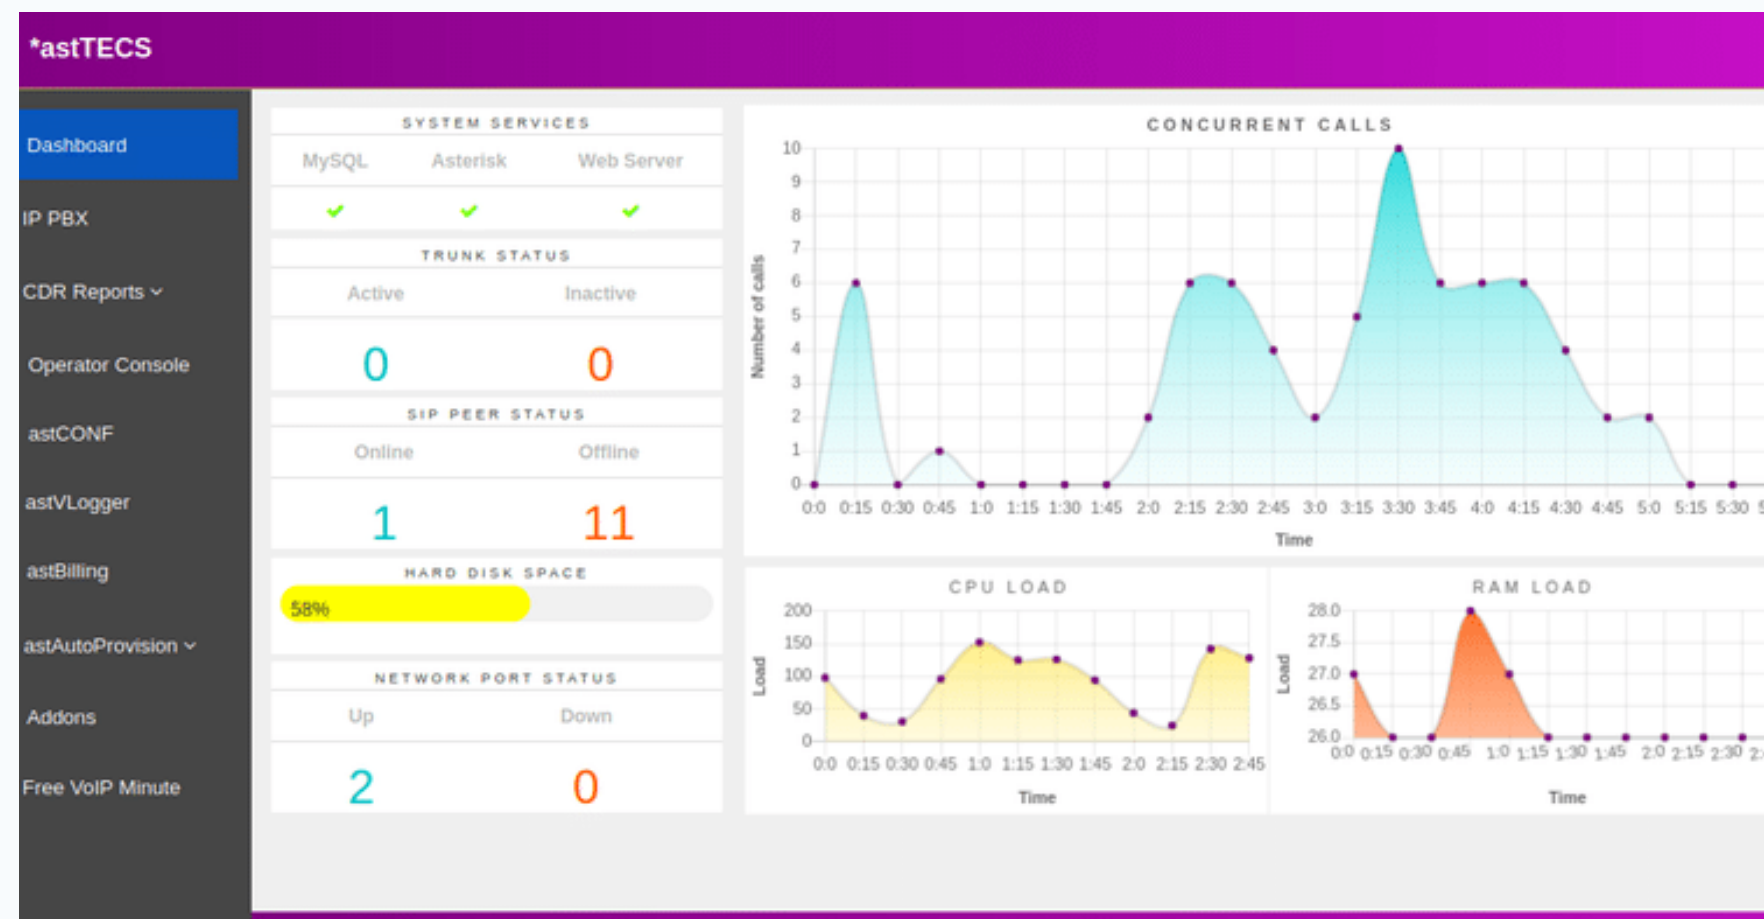 *astTECS
Dashboard
IP PBX
CDR Reports
Operator Console
astCONF
astVLogger
astBilling
astAutoProvision
Addons
Free VoIP Minute
SYSTEM SERVICES
MySQL Asterisk Web Server
TRUNK STATUS
Active Inactive
0 0
SIP PEER STATUS
Online Offline
1 11
HARD DISK SPACE
58%
NETWORK PORT STATUS
Up Down
2 0
CONCURRENT CALLS
Number of calls
10
9
8
7
6
5
4
3
2
1
0
0:0 0:15 0:30 0:45 1:0 1:15 1:30 1:45 2:0 2:15 2:30 2:45 3:0 3:15 3:30 3:45 4:0 4:15 4:30 4:45 5:0 5:15 5:30
Time
CPU LOAD
Load
200
150
100
50
0
0:0 0:15 0:30 0:45 1:0 1:15 1:30 1:45 2:0 2:15 2:30 2:45
Time
RAM LOAD
Load
28.0
27.5
27.0
26.5
26.0
0:0 0:15 0:30 0:45 1:0 1:15 1:30 1:45 2:0 2:15 2:30
Time